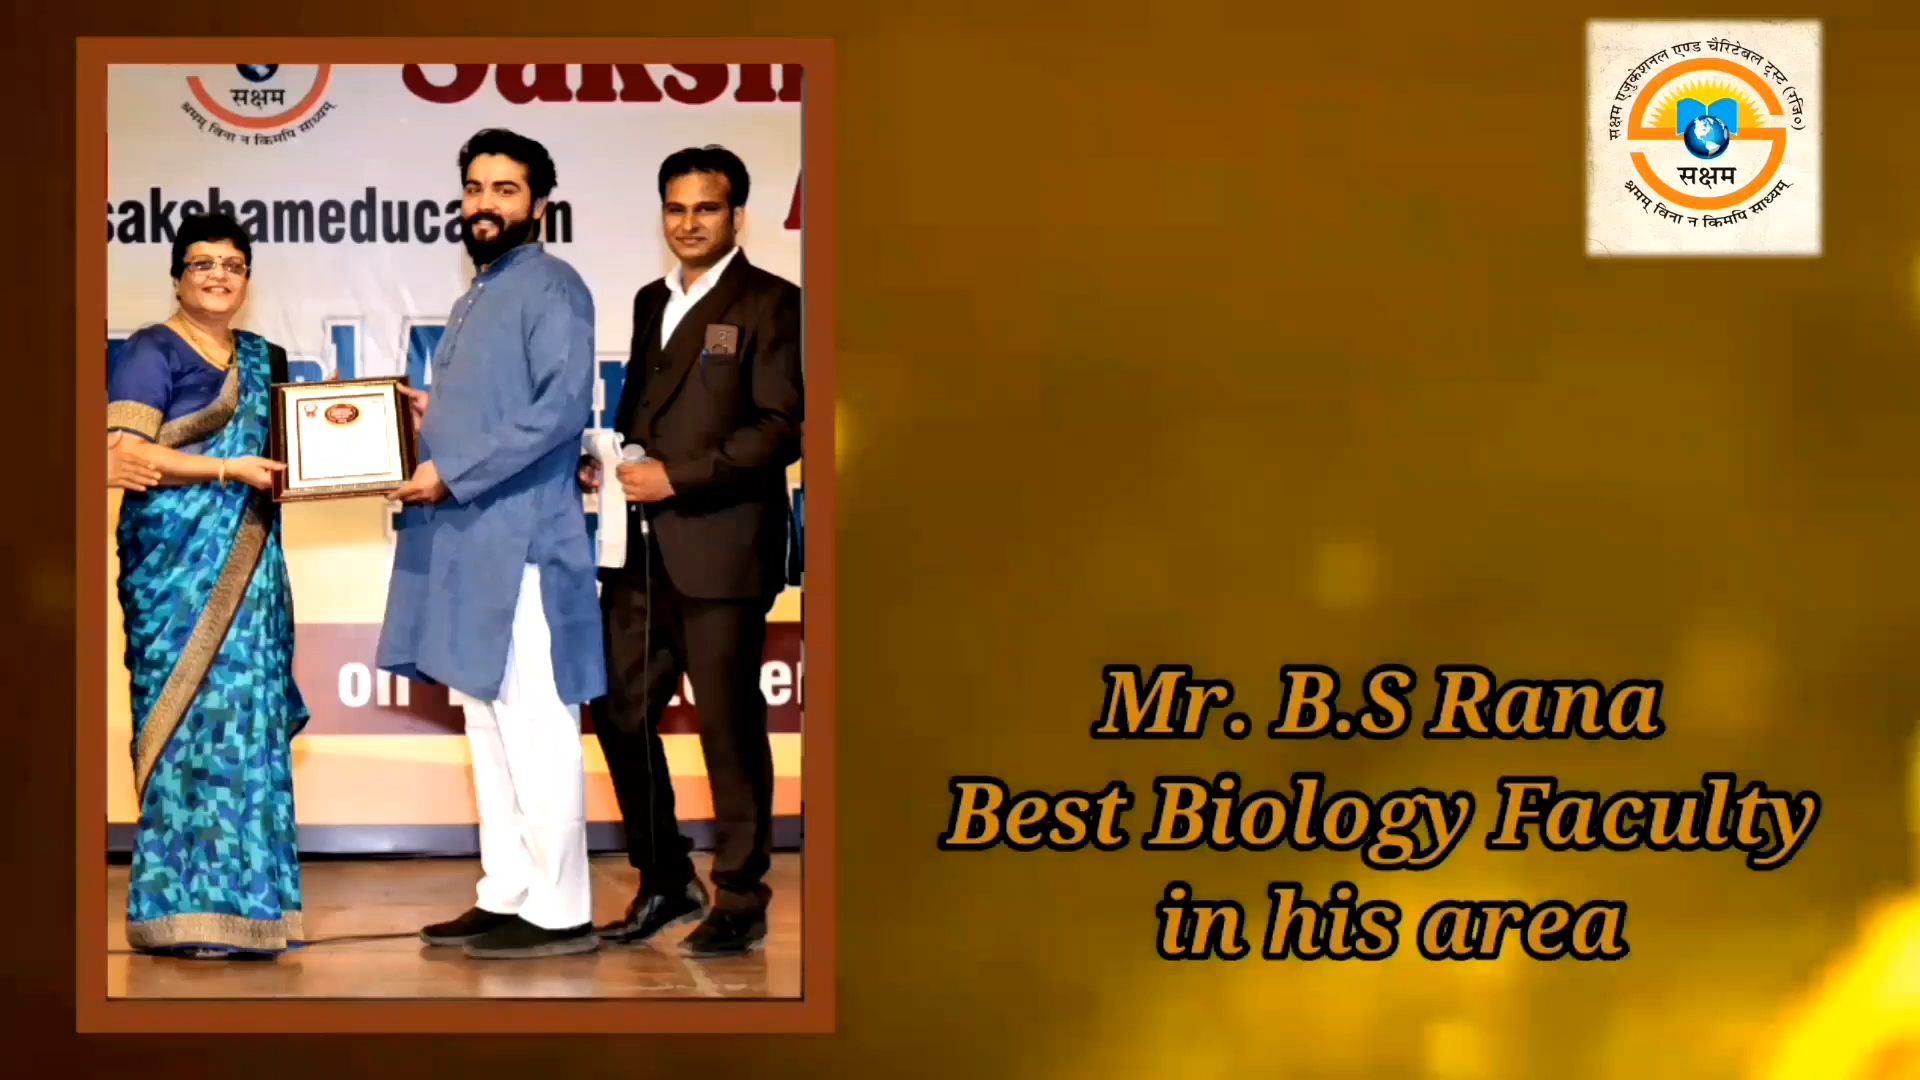 सक्षम एजुकेशनल एण्ड चैरिटेबल ट्रस्ट (रजि०)
सक्षम
श्रमम् विना न किमपि साध्यम्
सक्षम
श्रमम् विना न किमपि साध्यम्
on
Mr. B.S Rana
Best Biology Faculty
in his area